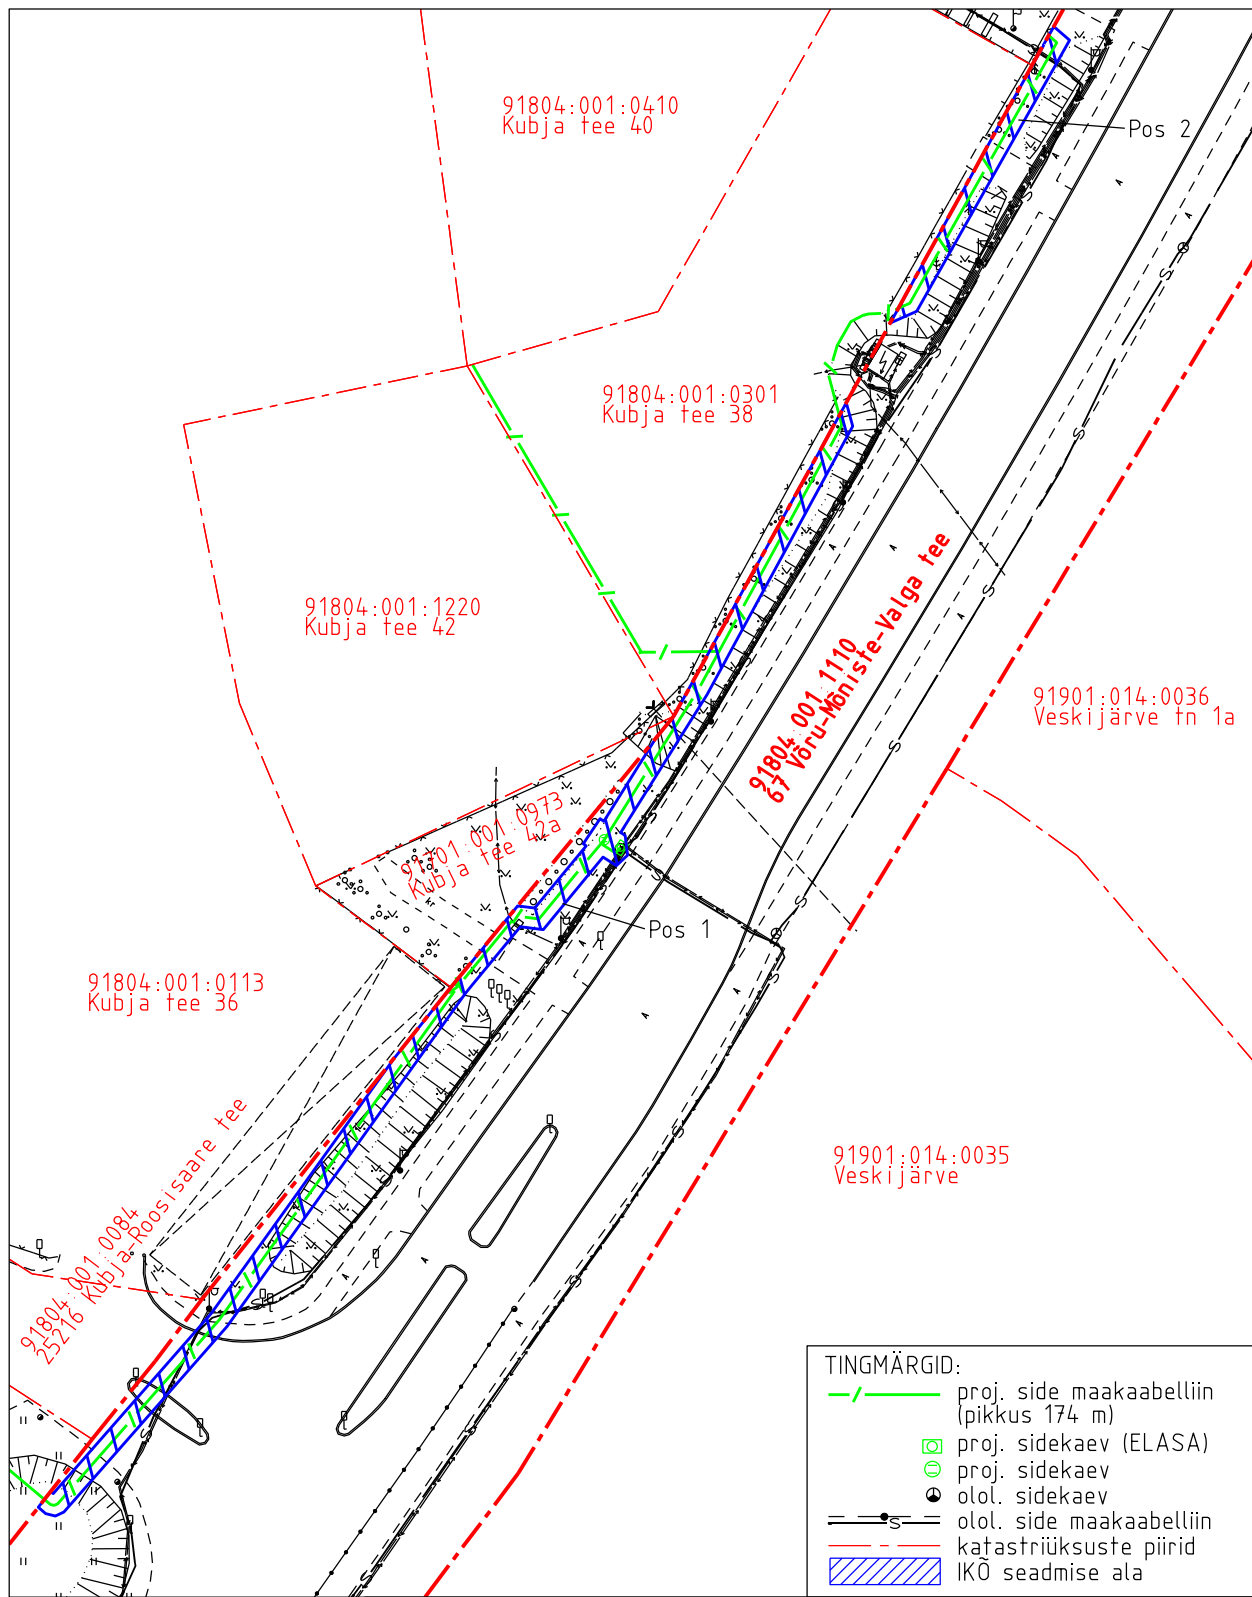 91804:001:0410
Kubja tee 40
Pos 2
91804:001:0301
Kubja tee 38
91804:001:1220
Kubja tee 42
91804:001:1110
67 Võru-Mõniste-Valga tee
91901:014:0036
Veskijärve tn 1a
91701:001:0973
Kubja tee 42a
Pos 1
91804:001:0113
Kubja tee 36
91804:001:0084
25216 Kubja-Roosisaare tee
91901:014:0035
Veskijärve
TINGMÄRGID:
proj. side maakaabelliin
(pikkus 174 m)
proj. sidekaev (ELASA)
proj. sidekaev
olol. sidekaev
olol. side maakaabelliin
katastriüksuste piirid
IKÕ seadmise ala